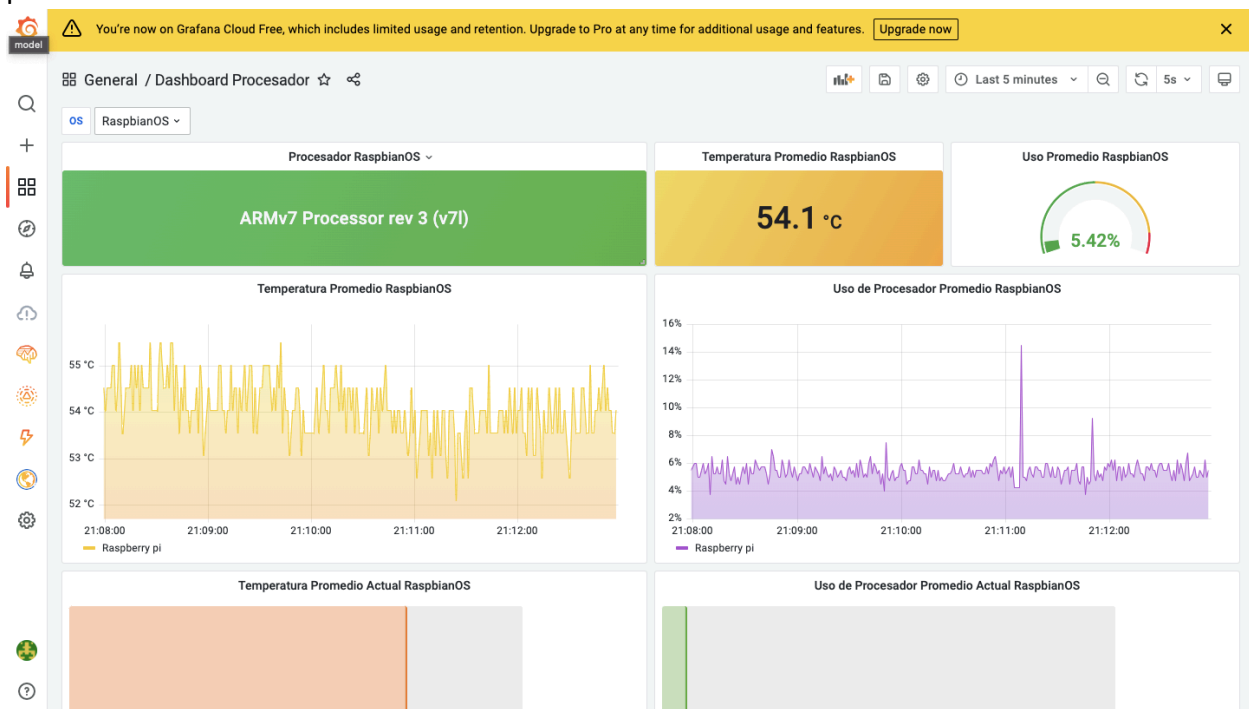 You're now on Grafana Cloud Free, which includes limited usage and retention. Upgrade to Pro at any time for additional usage and features. Upgrade now
model
General / Dashboard Procesador
Last 5 minutes
5s
OS RaspbianOS
Procesador RaspbianOS
ARMv7 Processor rev 3 (v7l)
Temperatura Promedio RaspbianOS
54.1 °C
Uso Promedio RaspbianOS
5.42%
Temperatura Promedio RaspbianOS
55 °C
54 °C
53 °C
52 °C
21:08:00 21:09:00 21:10:00 21:11:00 21:12:00
Raspberry pi
Uso de Procesador Promedio RaspbianOS
16%
14%
12%
10%
8%
6%
4%
2%
21:08:00 21:09:00 21:10:00 21:11:00 21:12:00
Raspberry pi
Temperatura Promedio Actual RaspbianOS
Uso de Procesador Promedio Actual RaspbianOS